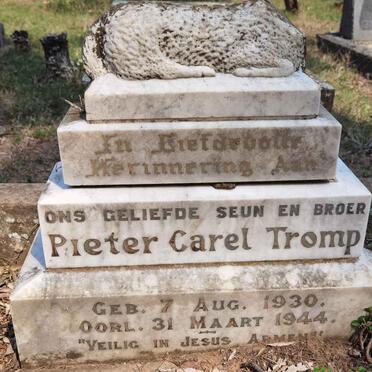 In Liefdevolle
Herinnering Aan
ONS GELIEFDE SEUN EN BROER
Pieter Carel Tromp
GEB. 7 AUG. 1930.
OORL. 31 MAART 1944.
"VEILIG IN JESUS ARMEN"